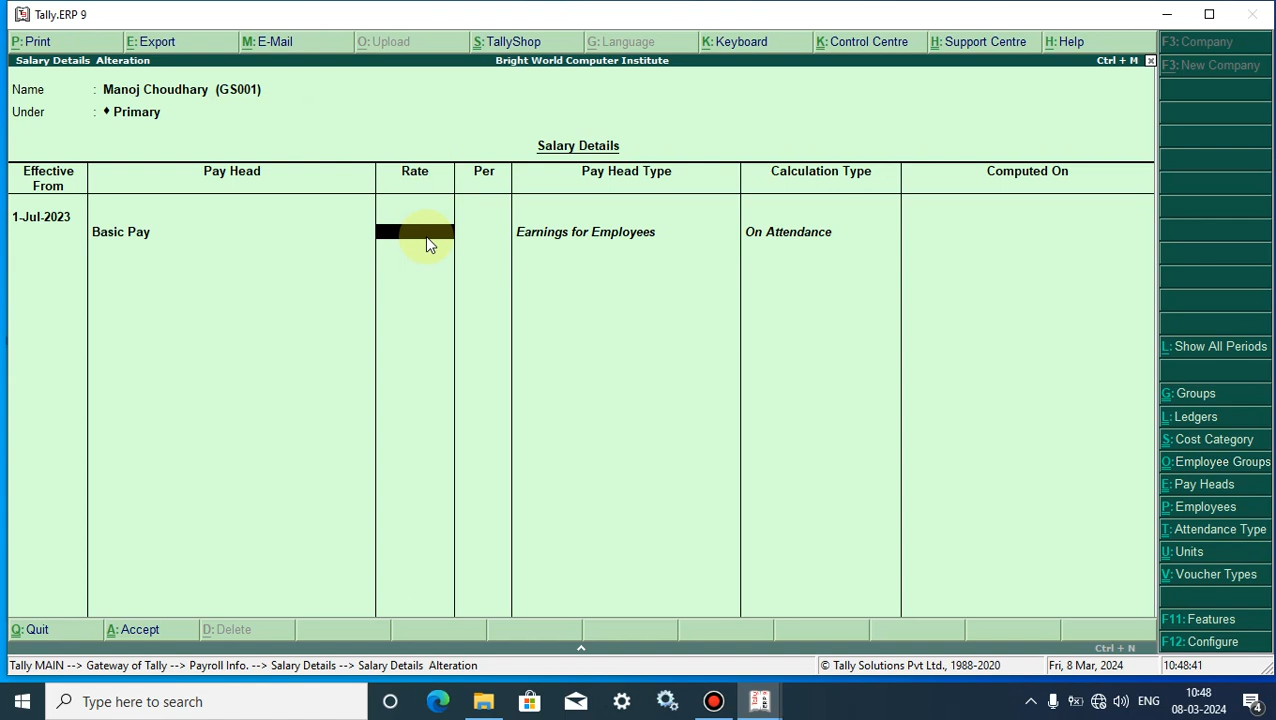 Tally.ERP 9
P: Print E: Export M: E-Mail O: Upload S: TallyShop G: Language K: Keyboard K: Control Centre H: Support Centre H: Help F3: Company
Salary Details Alteration Bright World Computer Institute Ctrl + M
F3: New Company
Name : Manoj Choudhary (GS001)
Under : ♦ Primary
Salary Details
Effective From Pay Head Rate Per Pay Head Type Calculation Type Computed On
1-Jul-2023
Basic Pay Earnings for Employees On Attendance
L: Show All Periods
G: Groups
L: Ledgers
S: Cost Category
O: Employee Groups
E: Pay Heads
P: Employees
T: Attendance Type
U: Units
V: Voucher Types
F11: Features
F12: Configure
Q: Quit A: Accept D: Delete
Ctrl + N
Tally MAIN --> Gateway of Tally --> Payroll Info. --> Salary Details --> Salary Details Alteration © Tally Solutions Pvt Ltd., 1988-2020 Fri, 8 Mar, 2024 10:48:41
Type here to search ENG 10:48
08-03-2024 4